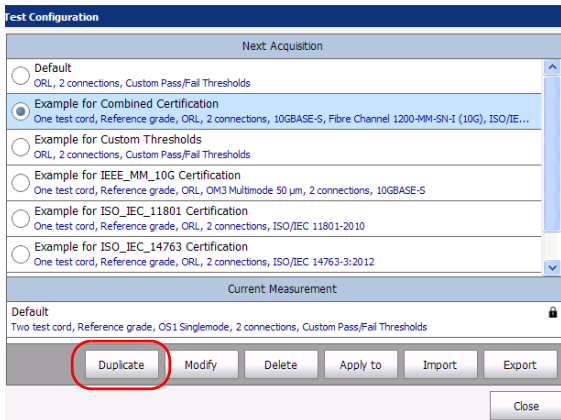 Test Configuration
Next Acquisition
Default
ORL, 2 connections, Custom Pass/Fail Thresholds
Example for Combined Certification
One test cord, Reference grade, ORL, 2 connections, 10GBASE-S, Fibre Channel 1200-MM-SN-I (10G), ISO/IE...
Example for Custom Thresholds
ORL, 2 connections, Custom Pass/Fail Thresholds
Example for IEEE_MM_10G Certification
One test cord, Reference grade, ORL, OM3 Multimode 50 µm, 2 connections, 10GBASE-S
Example for ISO_IEC_11801 Certification
One test cord, Reference grade, ORL, 2 connections, ISO/IEC 11801-2010
Example for ISO_IEC_14763 Certification
One test cord, Reference grade, ORL, 2 connections, ISO/IEC 14763-3:2012
Current Measurement
Default
Two test cord, Reference grade, OS1 Singlemode, 2 connections, Custom Pass/Fail Thresholds
Duplicate Modify Delete Apply to Import Export
Close